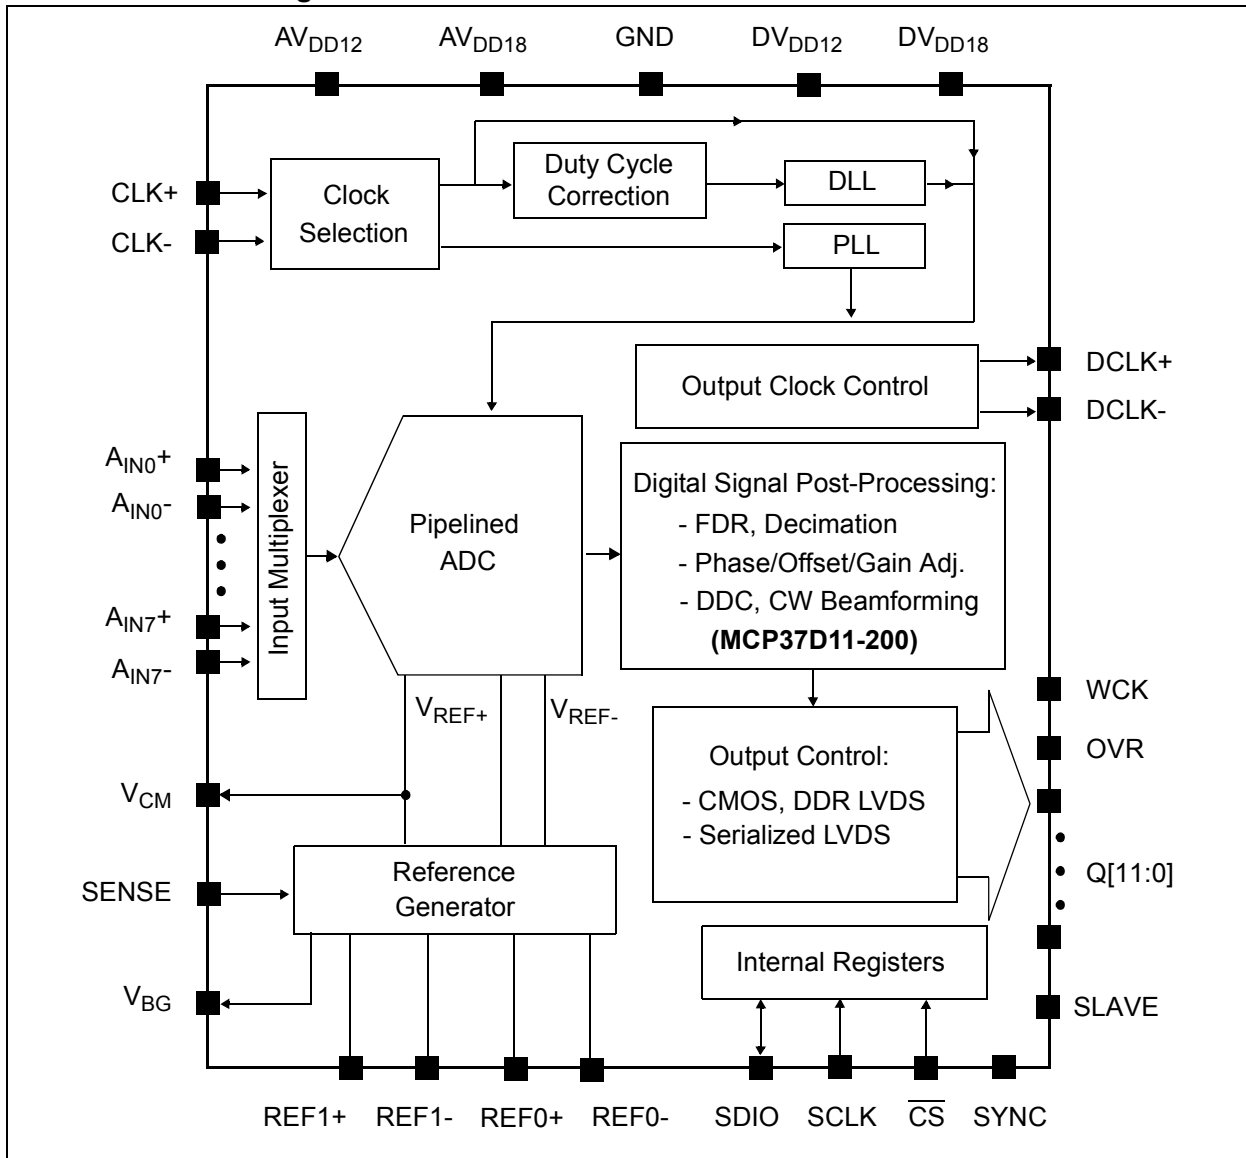 AVDD12 AVDD18 GND DVDD12 DVDD18
CLK+
CLK-
Clock
Selection
Duty Cycle
Correction
DLL
PLL
Output Clock Control
DCLK+
DCLK-
AIN0+
AIN0-
AIN7+
AIN7-
Input Multiplexer
Pipelined
ADC
Digital Signal Post-Processing:
- FDR, Decimation
- Phase/Offset/Gain Adj.
- DDC, CW Beamforming
(MCP37D11-200)
VREF+ VREF-
Output Control:
- CMOS, DDR LVDS
- Serialized LVDS
WCK
OVR
Q[11:0]
SLAVE
VCM
SENSE
VBG
Reference
Generator
Internal Registers
REF1+ REF1- REF0+ REF0- SDIO SCLK CS SYNC